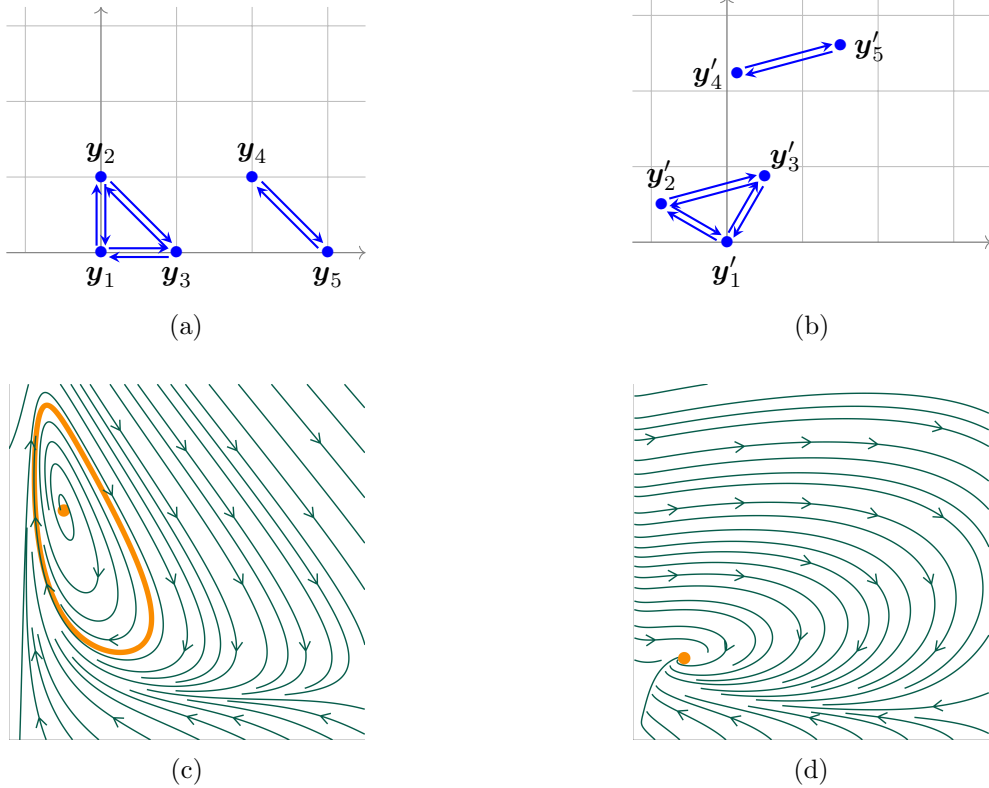 y₂ y₄
y₁ y₃ y₅
(a)
y′₄ y′₅
y′₂ y′₃
y′₁
(b)
(c)
(d)